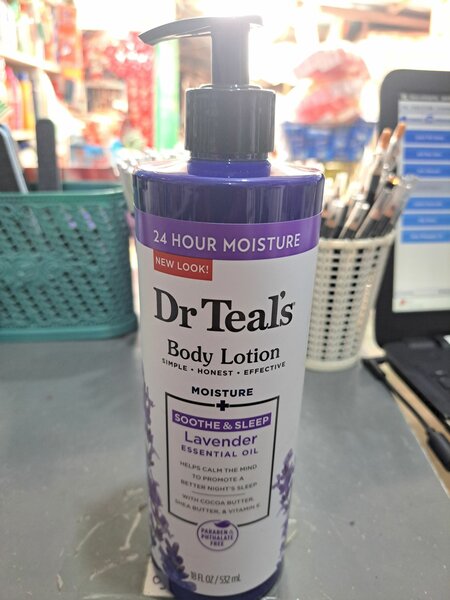 24 HOUR MOISTURE
NEW LOOK!
Dr Teal's
Body Lotion
SIMPLE • HONEST • EFFECTIVE
MOISTURE
+
SOOTHE & SLEEP
Lavender
ESSENTIAL OIL
HELPS CALM THE MIND
TO PROMOTE A
BETTER NIGHT'S SLEEP
WITH COCOA BUTTER,
SHEA BUTTER, & VITAMIN E
PARABEN &
PHTHALATE
FREE
18 FL OZ / 532 mL